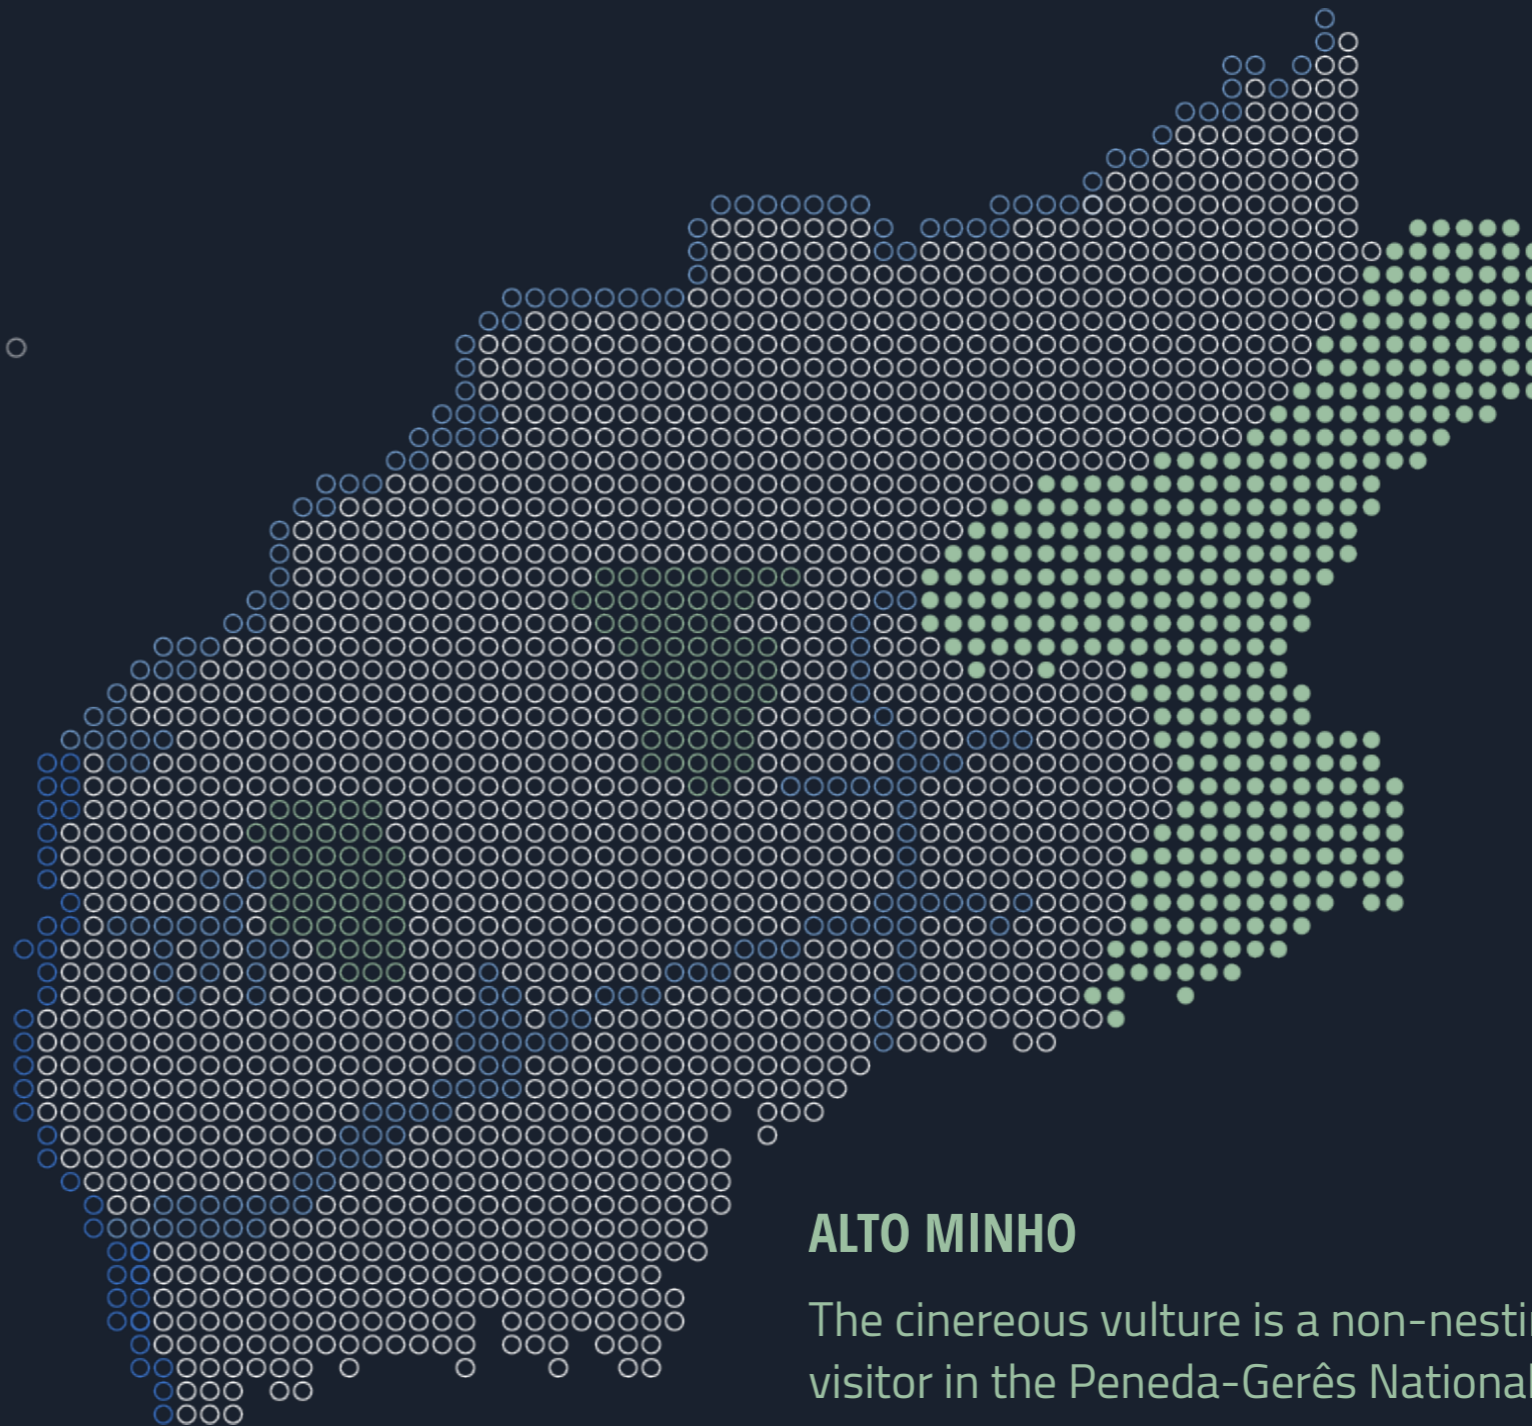 ALTO MINHO
The cinereous vulture is a non-nesti
visitor in the Peneda-Gerês National